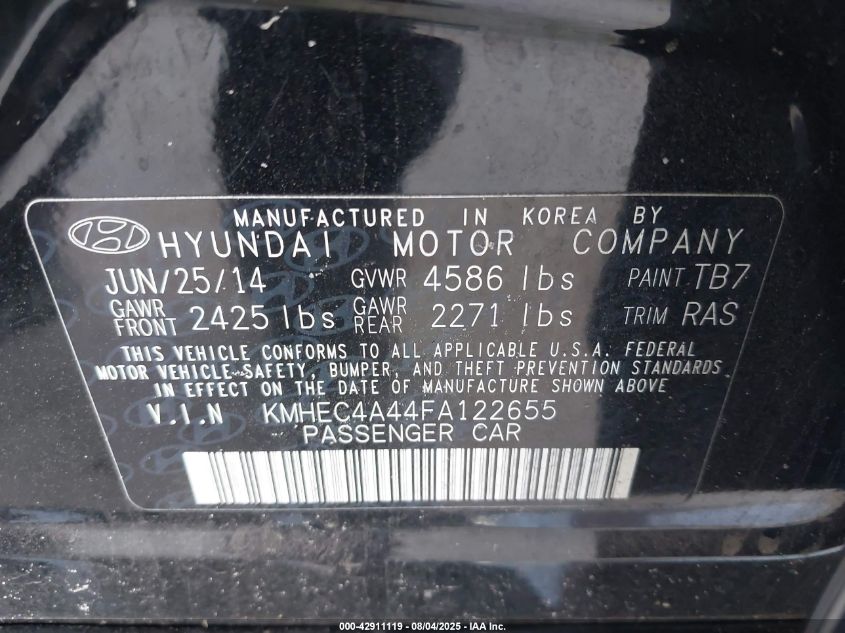 MANUFACTURED IN KOREA BY
HYUNDAI MOTOR COMPANY
JUN/25/14 GVWR 4586 lbs PAINT TB7
GAWR FRONT 2425 lbs GAWR REAR 2271 lbs TRIM RAS
THIS VEHICLE CONFORMS TO ALL APPLICABLE U.S.A. FEDERAL
MOTOR VEHICLE SAFETY, BUMPER, AND THEFT PREVENTION STANDARDS
IN EFFECT ON THE DATE OF MANUFACTURE SHOWN ABOVE
V.I.N KMHEC4A44FA122655
PASSENGER CAR
000-42911119 - 08/04/2025 - IAA Inc.